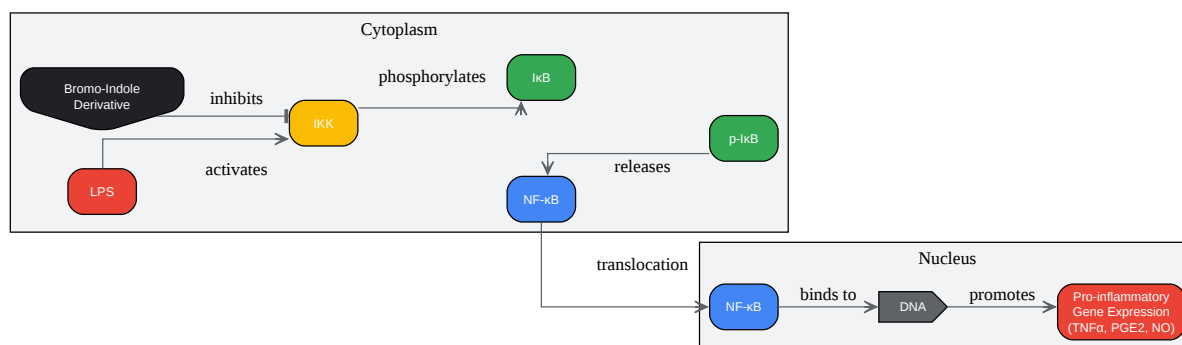 Cytoplasm
Bromo-Indole
Derivative
inhibits
IKK
phosphorylates
IκB
p-IκB
LPS
activates
releases
NF-κB
translocation
Nucleus
NF-κB
binds to
DNA
promotes
Pro-inflammatory
Gene Expression
(TNFα, PGE2, NO)